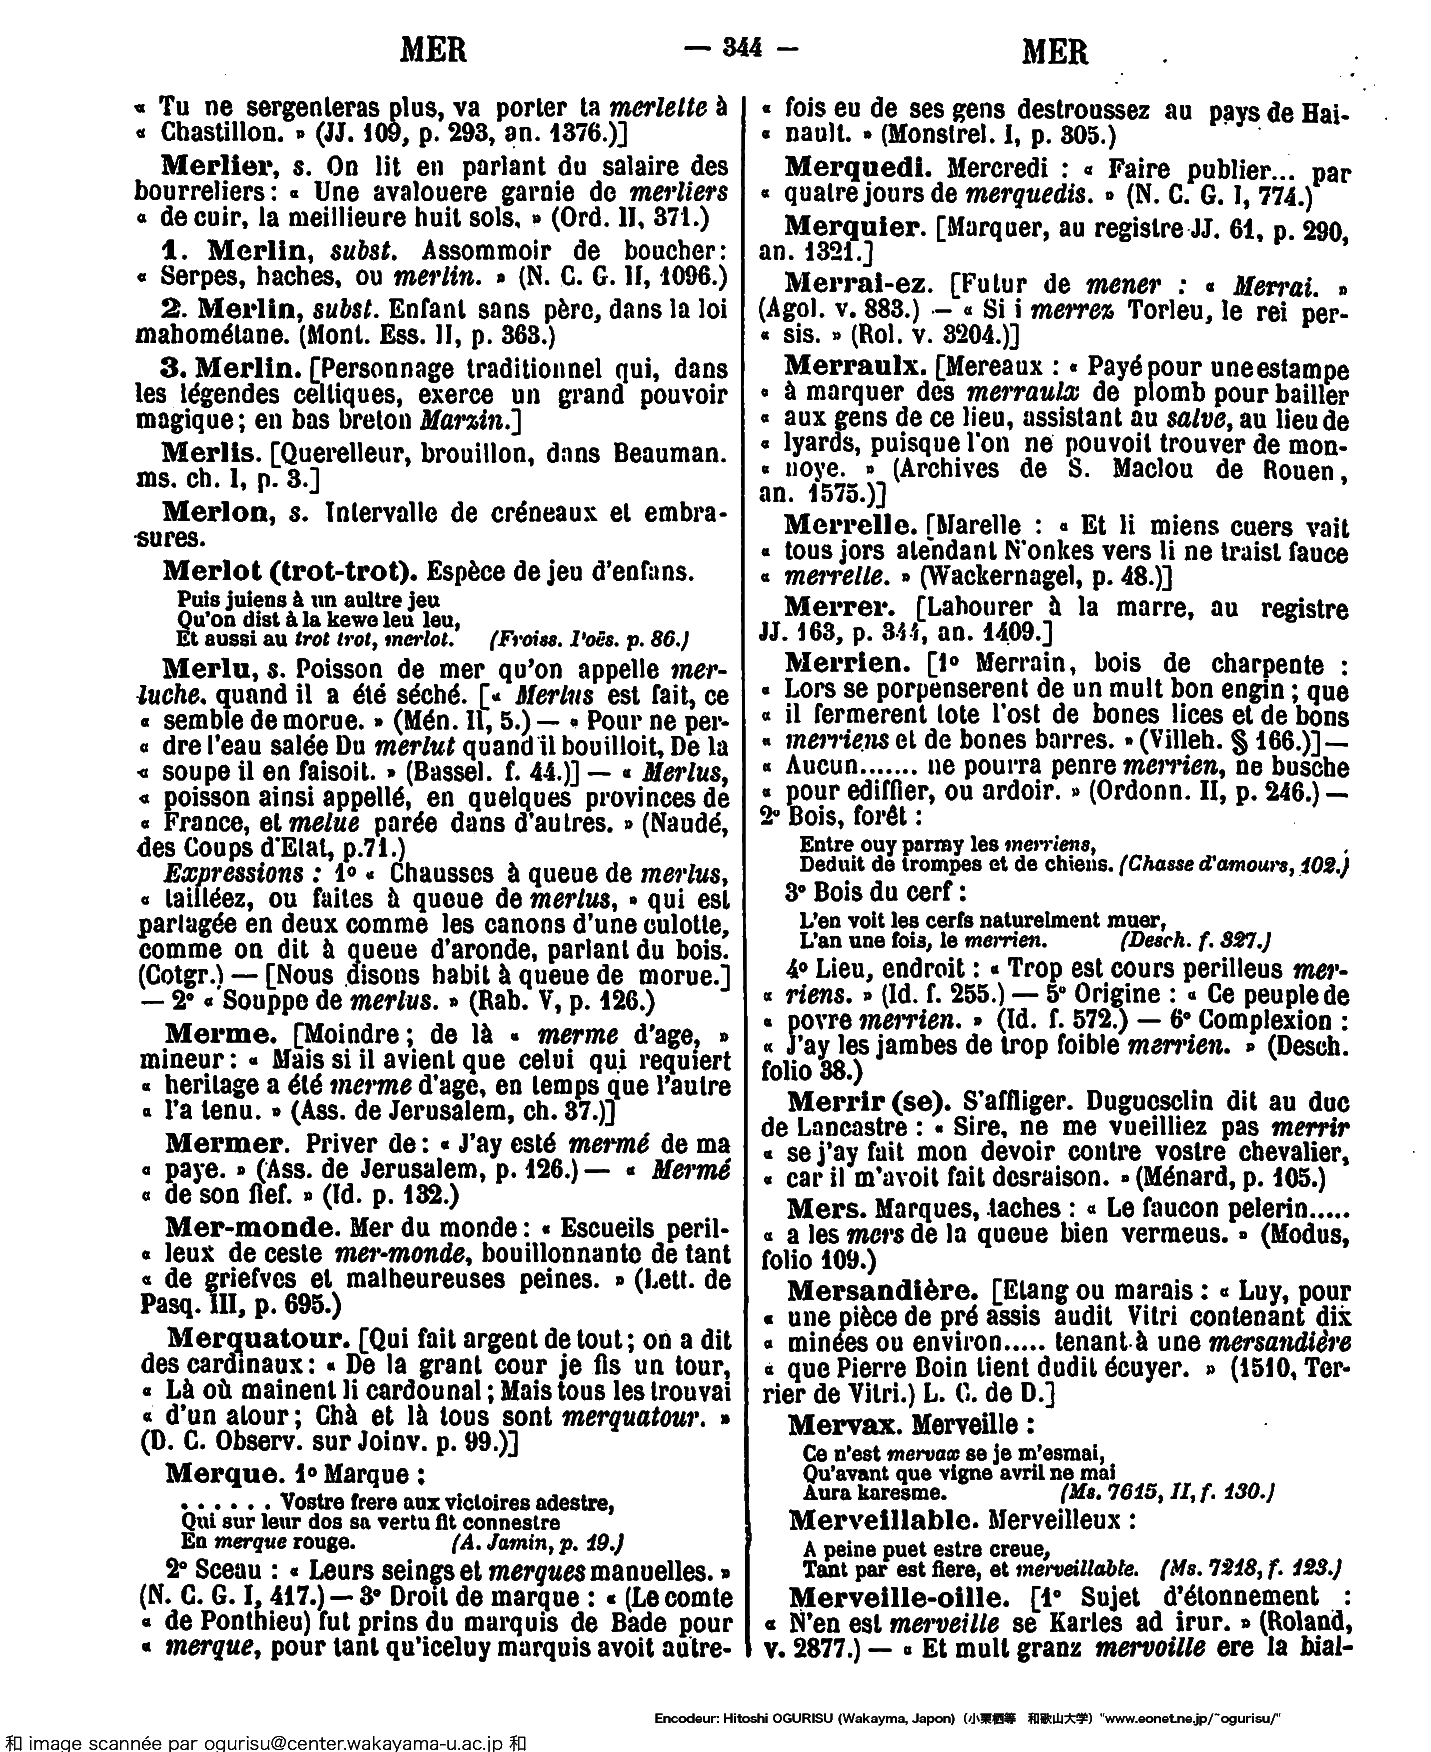 MER — 344 — MER
« Tu ne sergenteras plus, va porter ta merlette à
« Chastillon. » (JJ. 109, p. 293, an. 1376.)]
Merlier, s. On lit en parlant du salaire des
bourreliers : « Une avalouere garnie de merliers
« de cuir, la meillieure huit sols. » (Ord. II, 371.)
1. Merlin, subst. Assommoir de boucher :
« Serpes, haches, ou merlin. » (N. C. G. II, 1096.)
2. Merlin, subst. Enfant sans père, dans la loi
mahométane. (Mont. Ess. II, p. 363.)
3. Merlin. [Personnage traditionnel qui, dans
les légendes celtiques, exerce un grand pouvoir
magique ; en bas breton Marzin.]
Merlis. [Querelleur, brouillon, dans Beauman.
ms. ch. I, p. 3.]
Merlon, s. Intervalle de créneaux et embra-
sures.
Merlot (trot-trot). Espèce de jeu d'enfans.
Puis juiens à un aultre jeu
Qu'on dist à la kewe leu leu,
Et aussi au trot trot, merlot. (Froiss. Poës. p. 86.)
Merlu, s. Poisson de mer qu'on appelle mer-
luche, quand il a été séché. [« Merlus est fait, ce
« semble de morue. » (Mén. II, 5.) — « Pour ne per-
« dre l'eau salée Du merlut quand il bouilloit, De la
« soupe il en faisoit. » (Bassel. f. 44.)] — « Merlus,
« poisson ainsi appellé, en quelques provinces de
« France, et melue parée dans d'autres. » (Naudé,
des Coups d'Etat, p.71.)
Expressions : 1º « Chausses à queue de merlus,
« tailléez, ou faites à queue de merlus, » qui est
partagée en deux comme les canons d'une culotte,
comme on dit à queue d'aronde, parlant du bois.
(Cotgr.) — [Nous disons habit à queue de morue.]
— 2º « Souppe de merlus. » (Rab. V, p. 126.)
Merme. [Moindre ; de là « merme d'age, »
mineur : « Mais si il avient que celui qui requiert
« heritage a été merme d'age, en temps que l'autre
« l'a tenu. » (Ass. de Jerusalem, ch. 37.)]
Mermer. Priver de : « J'ay esté mermé de ma
« paye. » (Ass. de Jerusalem, p. 126.) — « Mermé
« de son fief. » (Id. p. 132.)
Mer-monde. Mer du monde : « Escueils peril-
« leux de ceste mer-monde, bouillonnante de tant
« de griefves et malheureuses peines. » (Lett. de
Pasq. III, p. 695.)
Merquatour. [Qui fait argent de tout ; on a dit
des cardinaux : « De la grant cour je fis un tour,
« Là où mainent li cardounal ; Mais tous les trouvai
« d'un atour ; Chà et là tous sont merquatour. »
(D. C. Observ. sur Joinv. p. 99.)]
Merque. 1º Marque :
. . . . . . Vostre frere aux victoires adestre,
Qui sur leur dos sa vertu fit connestre
En merque rouge. (A. Jamin, p. 19.)
2º Sceau : « Leurs seings et merques manuelles. »
(N. C. G. I, 417.) — 3º Droit de marque : « (Le comte
« de Ponthieu) fut prins du marquis de Bade pour
« merque, pour tant qu'iceluy marquis avoit autre-
« fois eu de ses gens destroussez au pays de Hai-
« nault. » (Monstrel. I, p. 305.)
Merquedi. Mercredi : « Faire publier... par
« quatre jours de merquedis. » (N. C. G. I, 774.)
Merquier. [Marquer, au registre JJ. 61, p. 290,
an. 1321.]
Merrai-ez. [Futur de mener : « Merrai. »
(Agol. v. 883.) — « Si i merrez Torleu, le rei per-
« sis. » (Rol. v. 3204.)]
Merraulx. [Mereaux : « Payé pour une estampe
« à marquer des merraulx de plomb pour bailler
« aux gens de ce lieu, assistant au salve, au lieu de
« lyards, puisque l'on ne pouvoit trouver de mon-
« noye. » (Archives de S. Maclou de Rouen,
an. 1575.)]
Merrelle. [Marelle : « Et li miens cuers vait
« tous jors atendant N'onkes vers li ne traist fauce
« merrelle. » (Wackernagel, p. 48.)]
Merrer. [Labourer à la marre, au registre
JJ. 163, p. 344, an. 1409.]
Merrien. [1º Merrain, bois de charpente :
« Lors se porpenserent de un mult bon engin ; que
« il fermerent tote l'ost de bones lices et de bons
« merriens et de bones barres. » (Villeh. § 166.)] —
« Aucun....... ne pourra penre merrien, ne busche
« pour ediffier, ou ardoir. » (Ordonn. II, p. 246.) —
2º Bois, forêt :
Entre ouy parmy les merriens,
Deduit de trompes et de chiens. (Chasse d'amours, 102.)
3º Bois du cerf :
L'en voit les cerfs naturelment muer,
L'an une fois, le merrien. (Desch. f. 327.)
4º Lieu, endroit : « Trop est cours perilleus mer-
« riens. » (Id. f. 255.) — 5º Origine : « Ce peuple de
« povre merrien. » (Id. f. 572.) — 6º Complexion :
« J'ay les jambes de trop foible merrien. » (Desch.
folio 38.)
Merrir (se). S'affliger. Duguesclin dit au duc
de Lancastre : « Sire, ne me vueilliez pas merrir
« se j'ay fait mon devoir contre vostre chevalier,
« car il m'avoit fait desraison. » (Ménard, p. 105.)
Mers. Marques, taches : « Le faucon pelerin.....
« a les mers de la queue bien vermeus. » (Modus,
folio 109.)
Mersandière. [Etang ou marais : « Luy, pour
« une pièce de pré assis audit Vitri contenant dix
« minées ou environ..... tenant à une mersandière
« que Pierre Boin tient dudit écuyer. » (1510, Ter-
rier de Vitri.) L. C. de D.]
Mervax. Merveille :
Ce n'est mervax se je m'esmai,
Qu'avant que vigne avril ne mai
Aura karesme. (Ms. 7615, II, f. 130.)
Merveillable. Merveilleux :
A peine puet estre creue,
Tant par est fiere, et merveillable. (Ms. 7218, f. 123.)
Merveille-oille. [1º Sujet d'étonnement :
« N'en est merveille se Karles ad irur. » (Roland,
v. 2877.) — « Et mult granz mervoille ere la bial-
Encodeur: Hitoshi OGURISU (Wakayma, Japon) (小栗栖等 和歌山大学) "www.eonet.ne.jp/~ogurisu/"
和 image scannée par ogurisu@center.wakayama-u.ac.jp 和